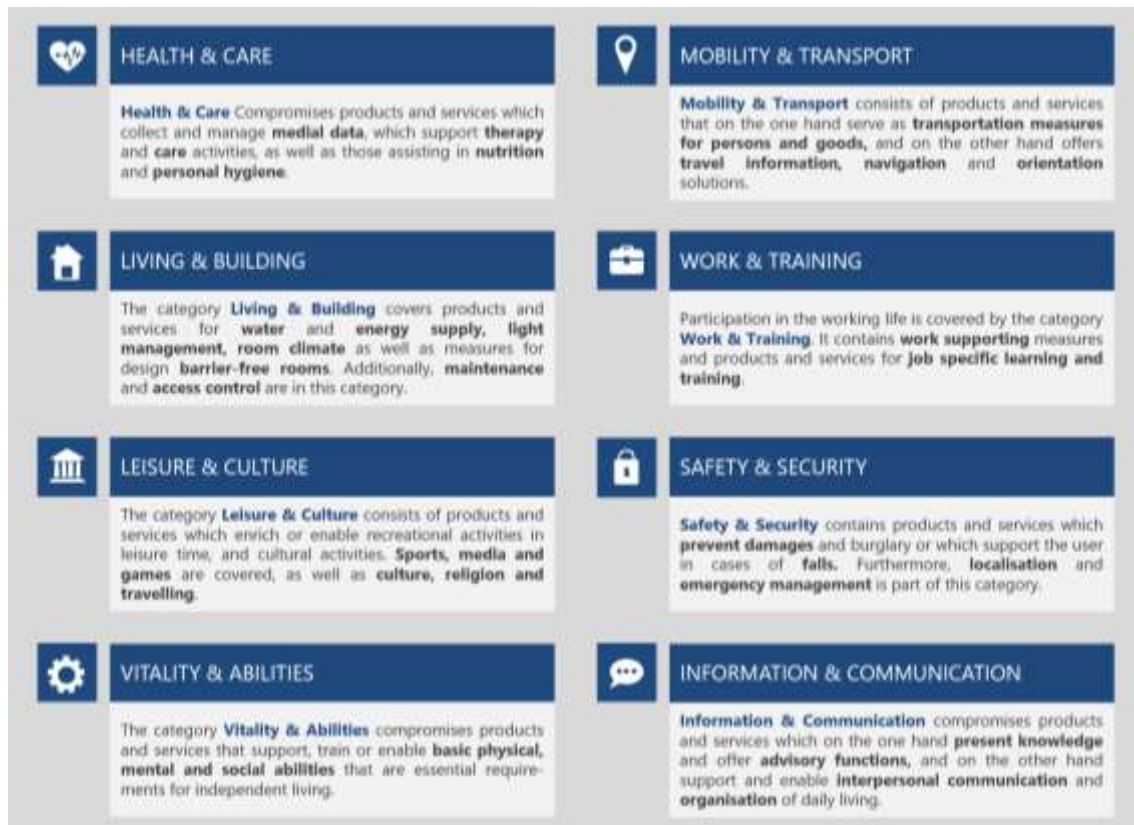 HEALTH & CARE
Health & Care Compromises products and services which
collect and manage medial data, which support therapy
and care activities, as well as those assisting in nutrition
and personal hygiene.
MOBILITY & TRANSPORT
Mobility & Transport consists of products and services
that on the one hand serve as transportation measures
for persons and goods, and on the other hand offers
travel information, navigation and orientation
solutions.
LIVING & BUILDING
The category Living & Building covers products and
services for water and energy supply, light
management, room climate as well as measures for
design barrier-free rooms. Additionally, maintenance
and access control are in this category.
WORK & TRAINING
Participation in the working life is covered by the category
Work & Training. It contains work supporting measures
and products and services for job specific learning and
training.
LEISURE & CULTURE
The category Leisure & Culture consists of products and
services which enrich or enable recreational activities in
leisure time, and cultural activities. Sports, media and
games are covered, as well as culture, religion and
travelling.
SAFETY & SECURITY
Safety & Security contains products and services which
prevent damages and burglary or which support the user
in cases of falls. Furthermore, localisation and
emergency management is part of this category.
VITALITY & ABILITIES
The category Vitality & Abilities compromises products
and services that support, train or enable basic physical,
mental and social abilities that are essential require-
ments for independent living.
INFORMATION & COMMUNICATION
Information & Communication compromises products
and services which on the one hand present knowledge
and offer advisory functions, and on the other hand
support and enable interpersonal communication and
organisation of daily living.